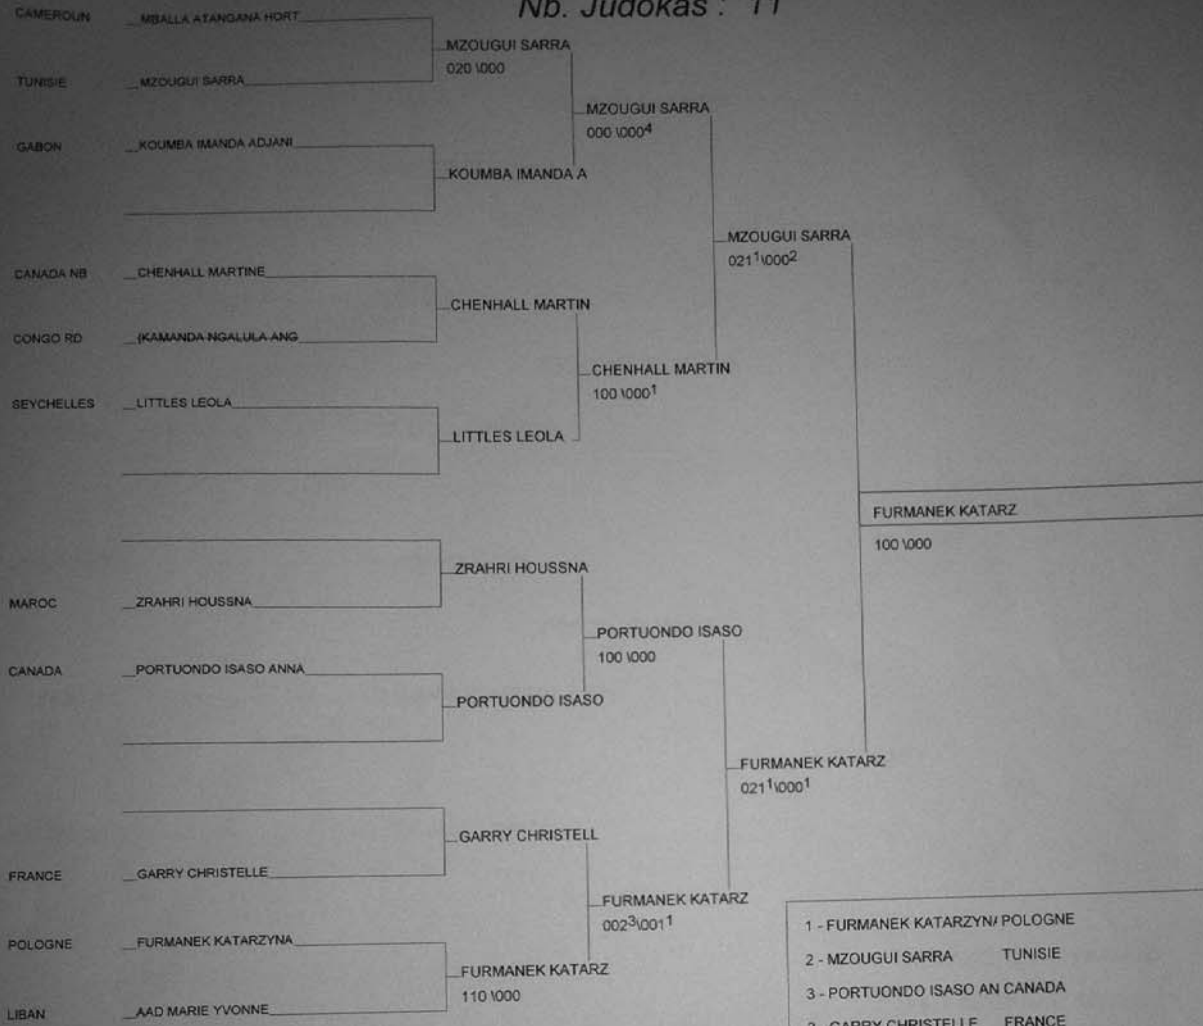 Nb. Judokas : 11
CAMEROUN MBALLA ATANGANA HORT
MZOUGUI SARRA
020 \000
TUNISIE MZOUGUI SARRA
MZOUGUI SARRA
000 \000⁴
GABON KOUMBA IMANDA ADJANI
KOUMBA IMANDA A
MZOUGUI SARRA
021¹\000²
CANADA NB CHENHALL MARTINE
CHENHALL MARTIN
CONGO RD (KAMANDA NGALULA ANG
CHENHALL MARTIN
100 \000¹
SEYCHELLES LITTLES LEOLA
LITTLES LEOLA
FURMANEK KATARZ
100 \000
ZRAHRI HOUSSNA
MAROC ZRAHRI HOUSSNA
PORTUONDO ISASO
100 \000
CANADA PORTUONDO ISASO ANNA
PORTUONDO ISASO
FURMANEK KATARZ
021¹\000¹
GARRY CHRISTELL
FRANCE GARRY CHRISTELLE
FURMANEK KATARZ
002³\001¹
POLOGNE FURMANEK KATARZYNA
FURMANEK KATARZ
110 \000
LIBAN AAD MARIE YVONNE
1 - FURMANEK KATARZYNA POLOGNE
2 - MZOUGUI SARRA TUNISIE
3 - PORTUONDO ISASO AN CANADA
3 - GARRY CHRISTELLE FRANCE